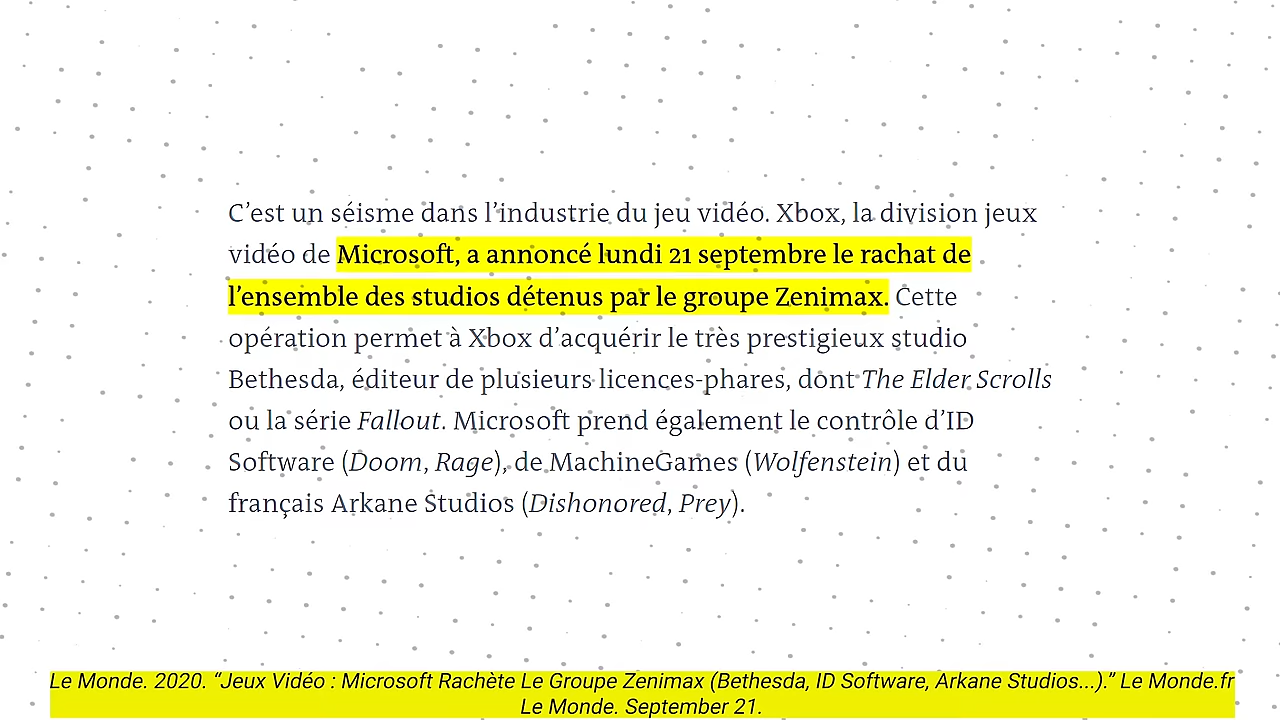 C’est un séisme dans l’industrie du jeu vidéo. Xbox, la division jeux
vidéo de Microsoft, a annoncé lundi 21 septembre le rachat de
l’ensemble des studios détenus par le groupe Zenimax. Cette
opération permet à Xbox d’acquérir le très prestigieux studio
Bethesda, éditeur de plusieurs licences-phares, dont The Elder Scrolls
ou la série Fallout. Microsoft prend également le contrôle d’ID
Software (Doom, Rage), de MachineGames (Wolfenstein) et du
français Arkane Studios (Dishonored, Prey).
Le Monde. 2020. “Jeux Vidéo : Microsoft Rachète Le Groupe Zenimax (Bethesda, ID Software, Arkane Studios...).” Le Monde.fr
Le Monde. September 21.